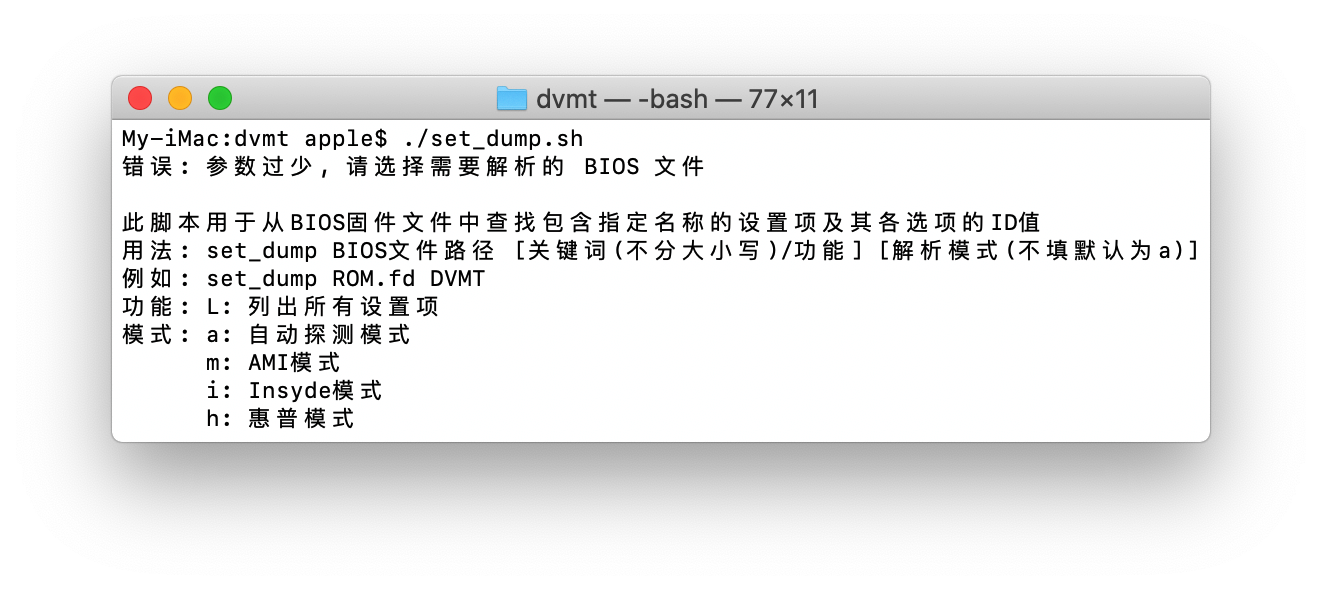 dvmt — -bash — 77×11
My-iMac:dvmt apple$ ./set_dump.sh
错误: 参数过少, 请选择需要解析的 BIOS 文件
此脚本用于从BIOS固件文件中查找包含指定名称的设置项及其各选项的ID值
用法: set_dump BIOS文件路径 [关键词(不分大小写)/功能] [解析模式(不填默认为a)]
例如: set_dump ROM.fd DVMT
功能: L: 列出所有设置项
模式: a: 自动探测模式
m: AMI模式
i: Insyde模式
h: 惠普模式